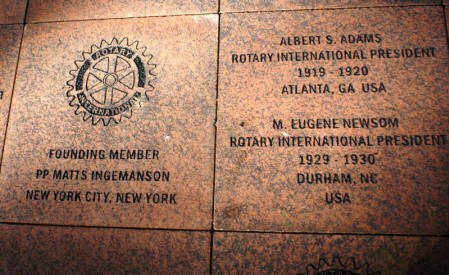 ROTARY
INTERNATIONAL
FOUNDING MEMBER
PP MATTS INGEMANSON
NEW YORK CITY, NEW YORK
ALBERT S. ADAMS
ROTARY INTERNATIONAL PRESIDENT
1919 - 1920
ATLANTA, GA USA
M. EUGENE NEWSOM
ROTARY INTERNATIONAL PRESIDENT
1929 - 1930
DURHAM, NC
USA